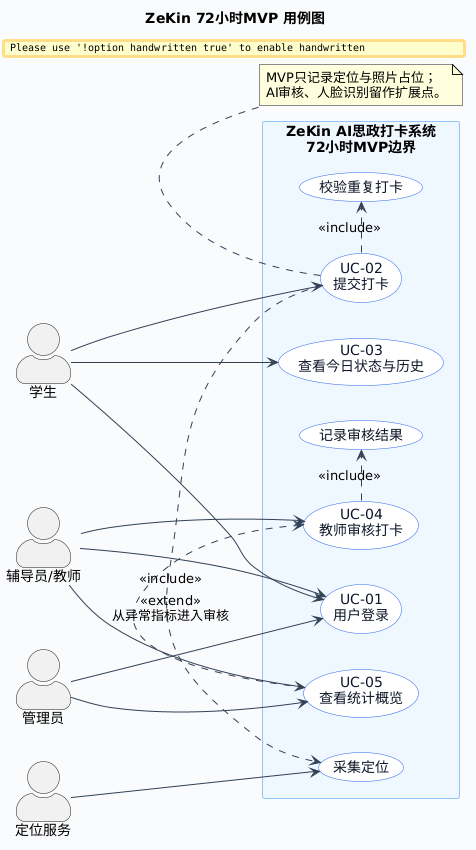 ZeKin 72小时MVP 用例图
Please use '!option handwritten true' to enable handwritten
MVP只记录定位与照片占位；
AI审核、人脸识别留作扩展点。
ZeKin AI思政打卡系统
72小时MVP边界
校验重复打卡
«include»
UC-02
提交打卡
UC-03
查看今日状态与历史
学生
记录审核结果
«include»
UC-04
教师审核打卡
辅导员/教师
«include»
«extend»
从异常指标进入审核
UC-01
用户登录
UC-05
查看统计概览
管理员
采集定位
定位服务